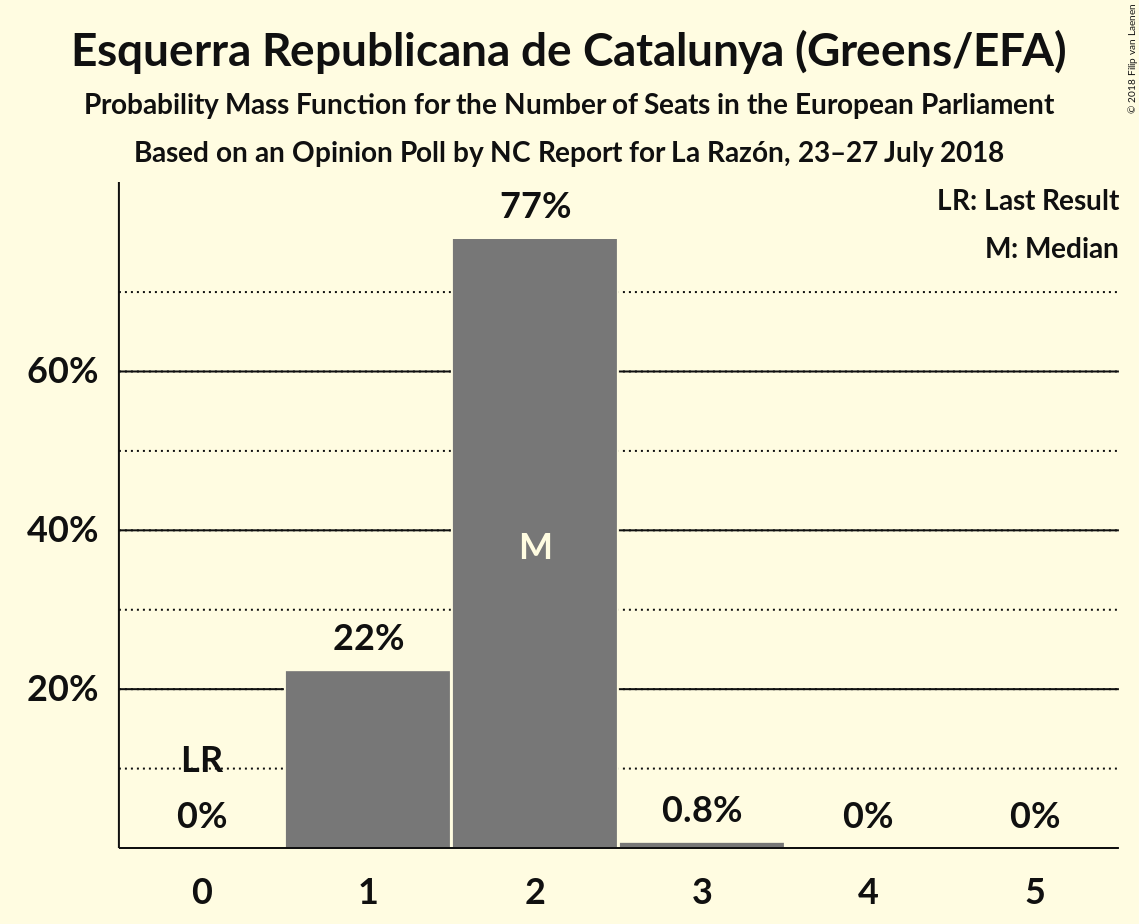 Esquerra Republicana de Catalunya (Greens/EFA)
Probability Mass Function for the Number of Seats in the European Parliament
Based on an Opinion Poll by NC Report for La Razón, 23–27 July 2018
© 2018 Filip van Laenen
LR: Last Result
M: Median
77%
60%
40%
M
22%
20%
LR
0%
0.8%
0%
0%
0 1 2 3 4 5